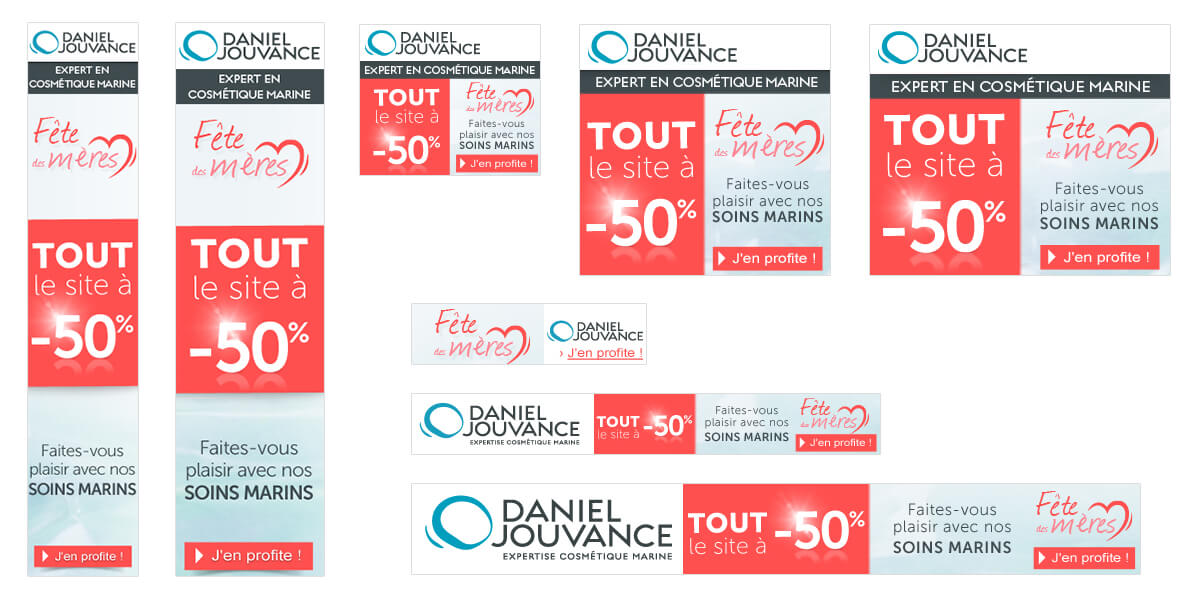 DANIEL
JOUVANCE
EXPERT EN
COSMÉTIQUE MARINE
Fête
des mères
TOUT
le site à
-50%
Faites-vous
plaisir avec nos
SOINS MARINS
J'en profite !
DANIEL
JOUVANCE
EXPERT EN
COSMÉTIQUE MARINE
Fête
des mères
TOUT
le site à
-50%
Faites-vous
plaisir avec nos
SOINS MARINS
J'en profite !
DANIEL
JOUVANCE
EXPERT EN COSMÉTIQUE MARINE
TOUT
le site à
-50%
Fête
des mères
Faites-vous
plaisir avec nos
SOINS MARINS
J'en profite !
DANIEL
JOUVANCE
EXPERT EN COSMÉTIQUE MARINE
TOUT
le site à
-50%
Fête
des mères
Faites-vous
plaisir avec nos
SOINS MARINS
J'en profite !
DANIEL
JOUVANCE
EXPERT EN COSMÉTIQUE MARINE
TOUT
le site à
-50%
Fête
des mères
Faites-vous
plaisir avec nos
SOINS MARINS
J'en profite !
Fête
des mères
DANIEL
JOUVANCE
› J'en profite !
DANIEL
JOUVANCE
EXPERTISE COSMÉTIQUE MARINE
TOUT
le site à
-50%
Faites-vous
plaisir avec nos
SOINS MARINS
Fête
des mères
J'en profite !
DANIEL
JOUVANCE
EXPERTISE COSMÉTIQUE MARINE
TOUT
le site à
-50%
Faites-vous
plaisir avec nos
SOINS MARINS
Fête
des mères
J'en profite !